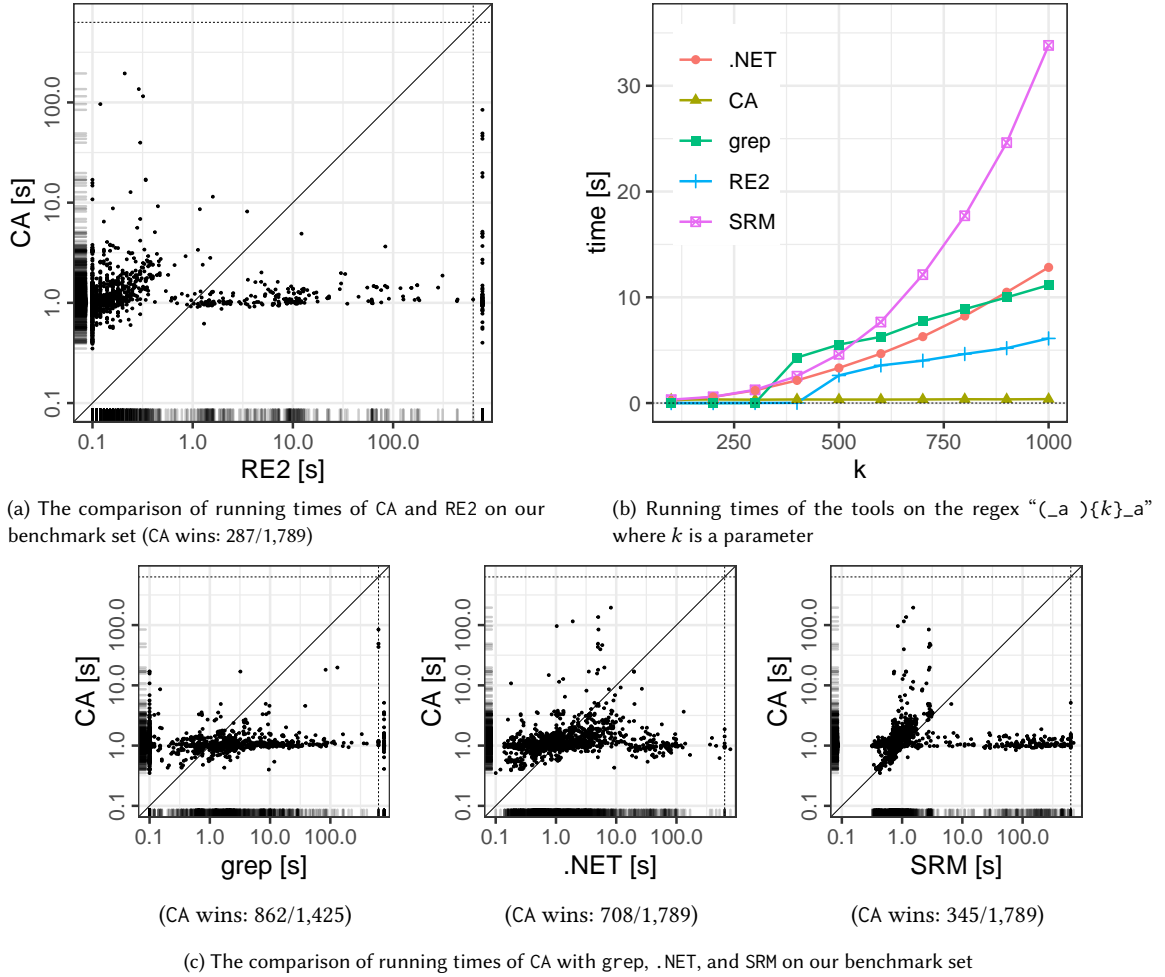 CA [s]
100.0
10.0
1.0
0.1
0.1 1.0 10.0 100.0
RE2 [s]
time [s]
30
20
10
0
.NET
CA
grep
RE2
SRM
250 500 750 1000
k
(a) The comparison of running times of CA and RE2 on our
benchmark set (CA wins: 287/1,789)
(b) Running times of the tools on the regex “(_a ){k}_a”
where k is a parameter
CA [s]
100.0
10.0
1.0
0.1
0.1 1.0 10.0 100.0
grep [s]
(CA wins: 862/1,425)
CA [s]
100.0
10.0
1.0
0.1
0.1 1.0 10.0 100.0
.NET [s]
(CA wins: 708/1,789)
CA [s]
100.0
10.0
1.0
0.1
0.1 1.0 10.0 100.0
SRM [s]
(CA wins: 345/1,789)
(c) The comparison of running times of CA with grep, .NET, and SRM on our benchmark set